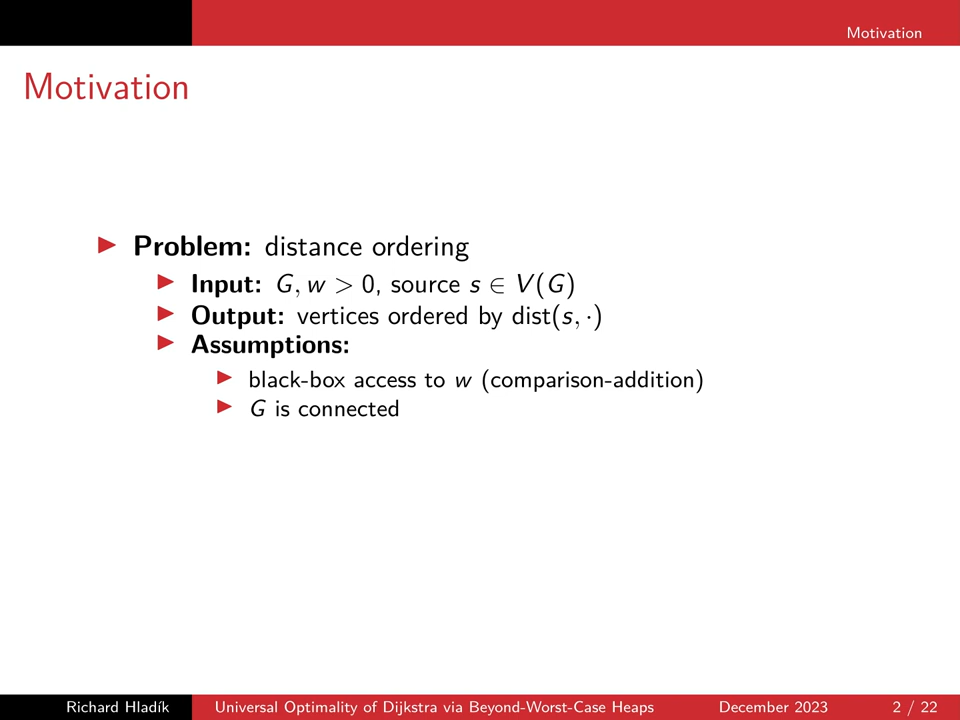 Motivation
Motivation
Problem: distance ordering
Input: G, w > 0, source s ∈ V(G)
Output: vertices ordered by dist(s, ·)
Assumptions:
black-box access to w (comparison-addition)
G is connected
Richard Hladík Universal Optimality of Dijkstra via Beyond-Worst-Case Heaps December 2023 2 / 22